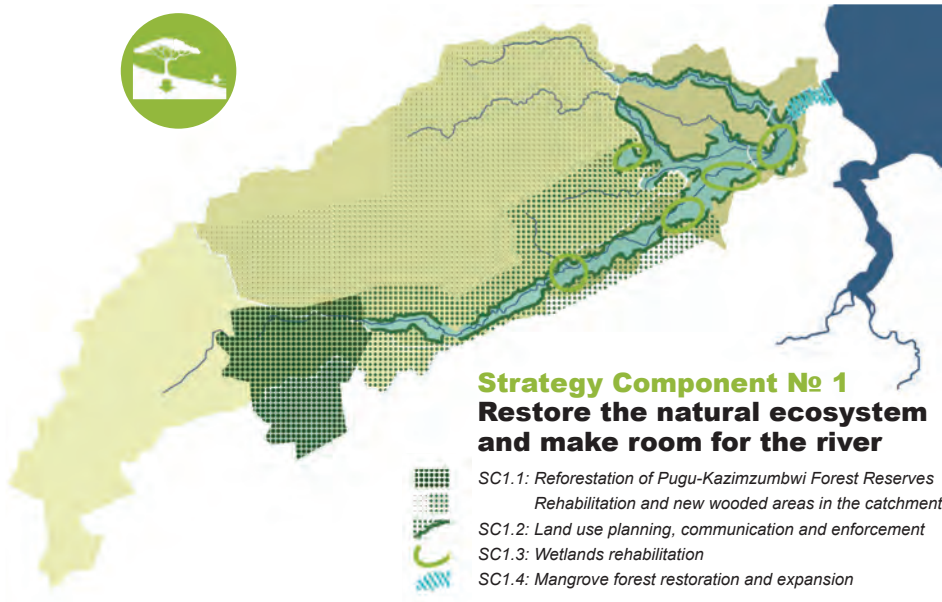 Strategy Component № 1
Restore the natural ecosystem
and make room for the river
SC1.1: Reforestation of Pugu-Kazimzumbwi Forest Reserves
Rehabilitation and new wooded areas in the catchment
SC1.2: Land use planning, communication and enforcement
SC1.3: Wetlands rehabilitation
SC1.4: Mangrove forest restoration and expansion